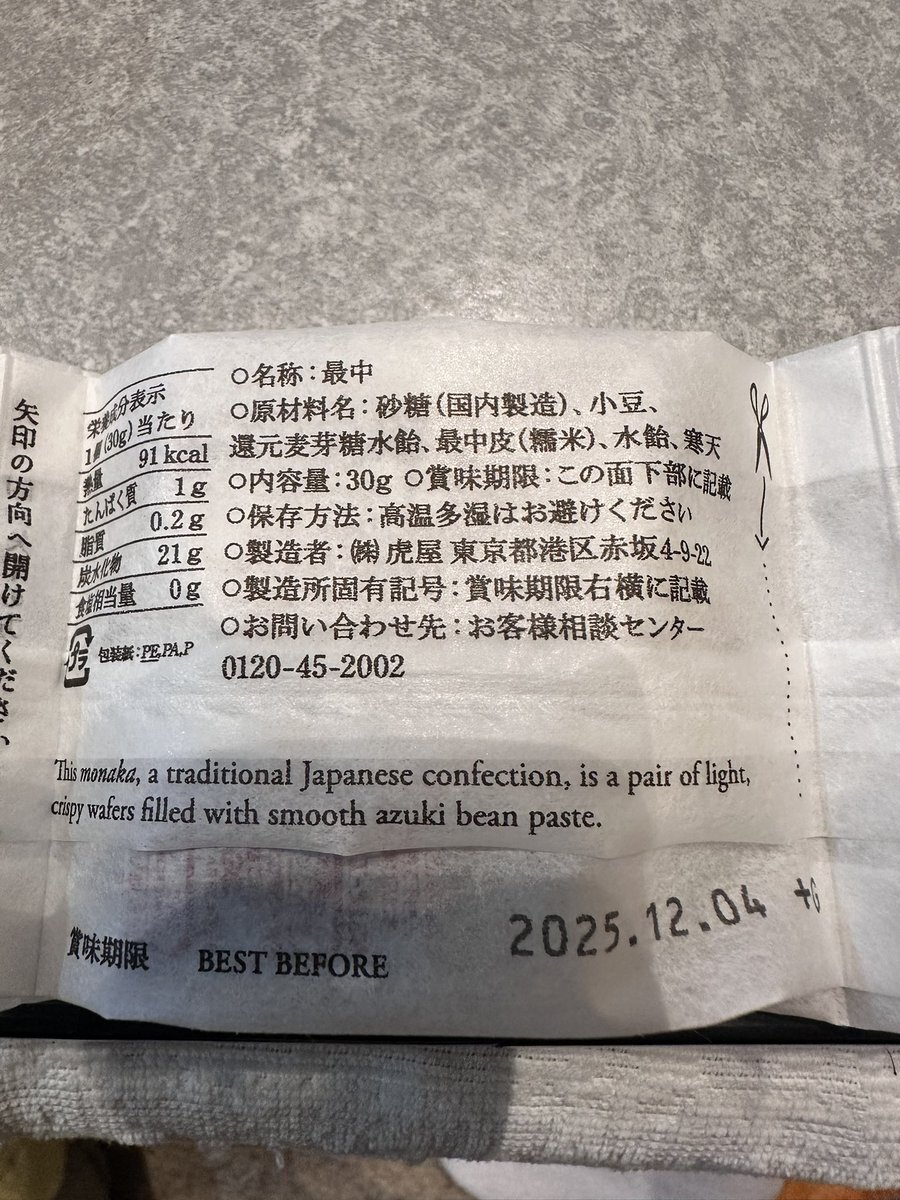 矢印の方向へ開けてください
栄養成分表示
1個(30g)当たり
熱量 91 kcal
たんぱく質 1g
脂質 0.2g
炭水化物 21g
食塩相当量 0g
プラ 包装紙:PE,PA,P
○名称:最中
○原材料名:砂糖(国内製造)、小豆、
還元麦芽糖水飴、最中皮(糯米)、水飴、寒天
○内容量:30g ○賞味期限:この面下部に記載
○保存方法:高温多湿はお避けください
○製造者:㈱虎屋 東京都港区赤坂4-9-22
○製造所固有記号:賞味期限右横に記載
○お問い合わせ先:お客様相談センター
0120-45-2002
This monaka, a traditional Japanese confection, is a pair of light,
crispy wafers filled with smooth azuki bean paste.
賞味期限 BEST BEFORE 2025.12.04 +G